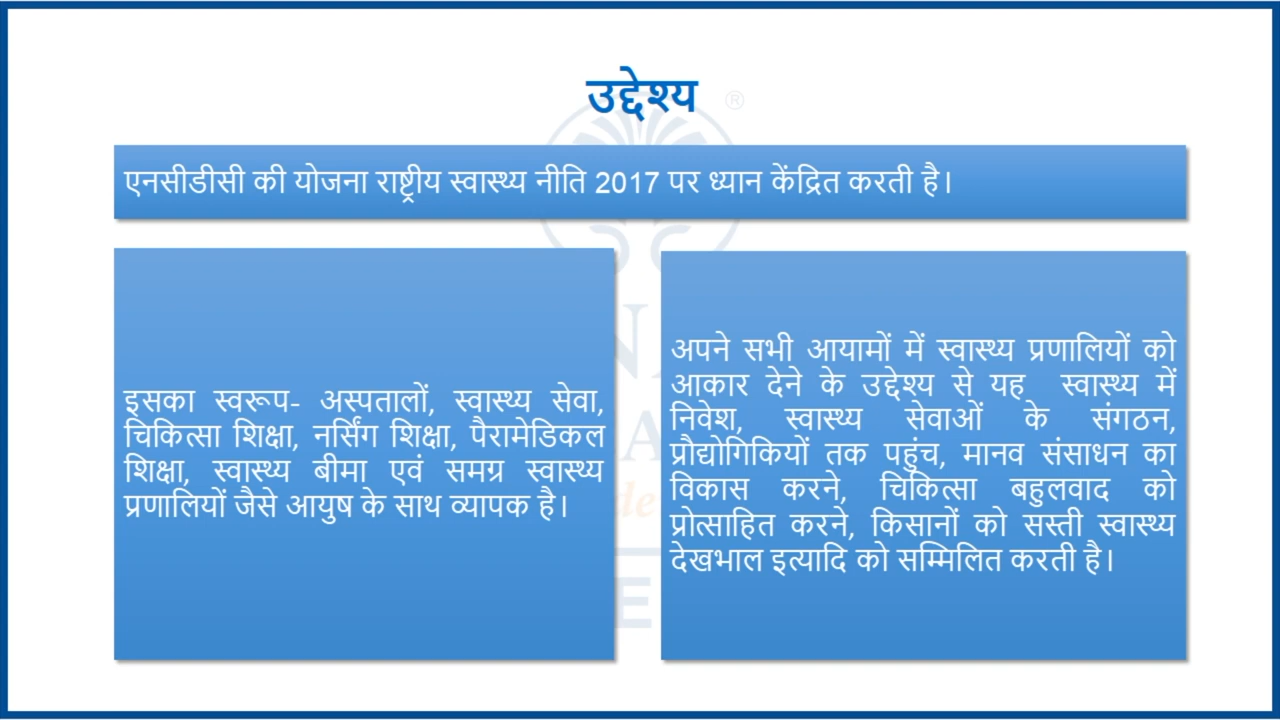 उद्देश्य
®
एनसीडीसी की योजना राष्ट्रीय स्वास्थ्य नीति 2017 पर ध्यान केंद्रित करती है।
इसका स्वरूप- अस्पतालों, स्वास्थ्य सेवा,
चिकित्सा शिक्षा, नर्सिंग शिक्षा, पैरामेडिकल
शिक्षा, स्वास्थ्य बीमा एवं समग्र स्वास्थ्य
प्रणालियों जैसे आयुष के साथ व्यापक है।
अपने सभी आयामों में स्वास्थ्य प्रणालियों को
आकार देने के उद्देश्य से यह स्वास्थ्य में
निवेश, स्वास्थ्य सेवाओं के संगठन,
प्रौद्योगिकियों तक पहुंच, मानव संसाधन का
विकास करने, चिकित्सा बहुलवाद को
प्रोत्साहित करने, किसानों को सस्ती स्वास्थ्य
देखभाल इत्यादि को सम्मिलित करती है।